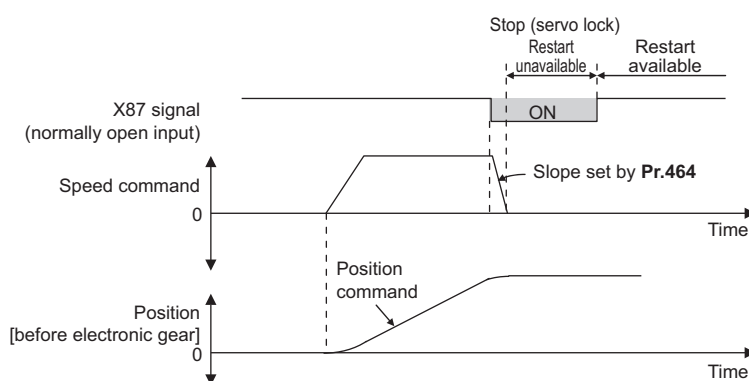 Stop (servo lock)
Restart
unavailable
Restart
available
X87 signal
(normally open input)
ON
Speed command
Slope set by Pr.464
0
Time
Position
command
Position
[before electronic gear]
0
Time